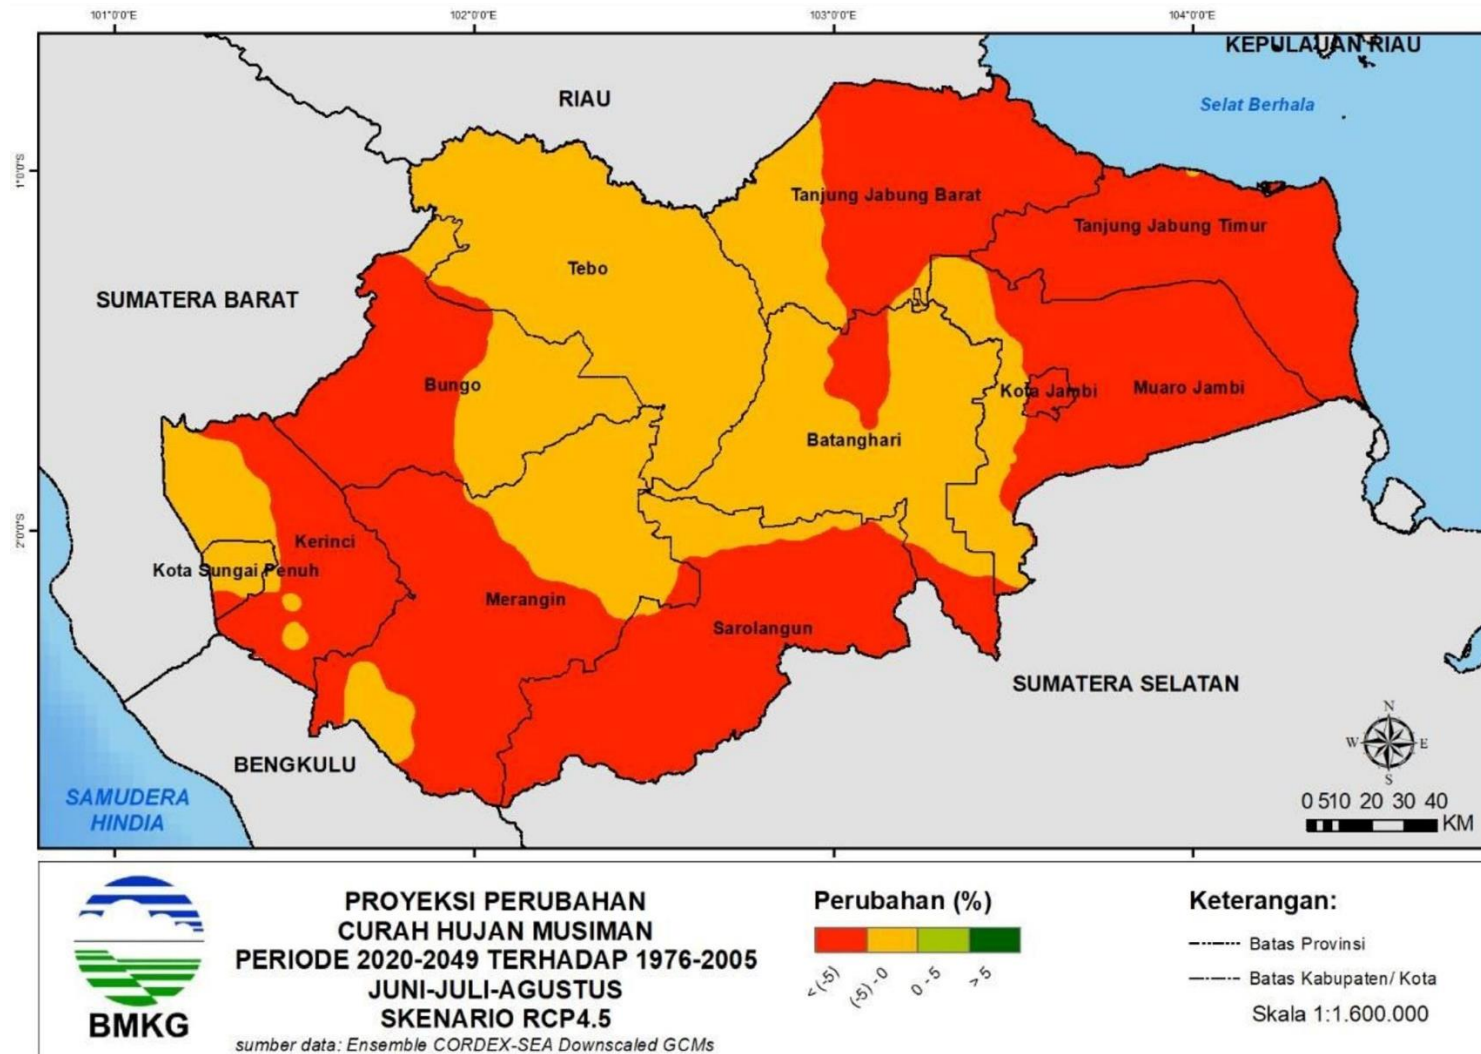 101°0'0"E 102°0'0"E 103°0'0"E 104°0'0"E
KEPULAUAN RIAU
RIAU
Selat Berhala
1°0'0"S
Tanjung Jabung Barat
Tanjung Jabung Timur
Tebo
SUMATERA BARAT
Bungo
Kota Jambi
Muaro Jambi
Batanghari
2°0'0"S
Kerinci
Kota Sungai Penuh
Merangin
Sarolangun
SUMATERA SELATAN
N
W E
S
BENGKULU
SAMUDERA
HINDIA
0 510 20 30 40
KM
BMKG
PROYEKSI PERUBAHAN
CURAH HUJAN MUSIMAN
PERIODE 2020-2049 TERHADAP 1976-2005
JUNI-JULI-AGUSTUS
SKENARIO RCP4.5
sumber data: Ensemble CORDEX-SEA Downscaled GCMs
Perubahan (%)
< (-5) (-5) - 0 0 - 5 > 5
Keterangan:
Batas Provinsi
Batas Kabupaten/ Kota
Skala 1:1.600.000